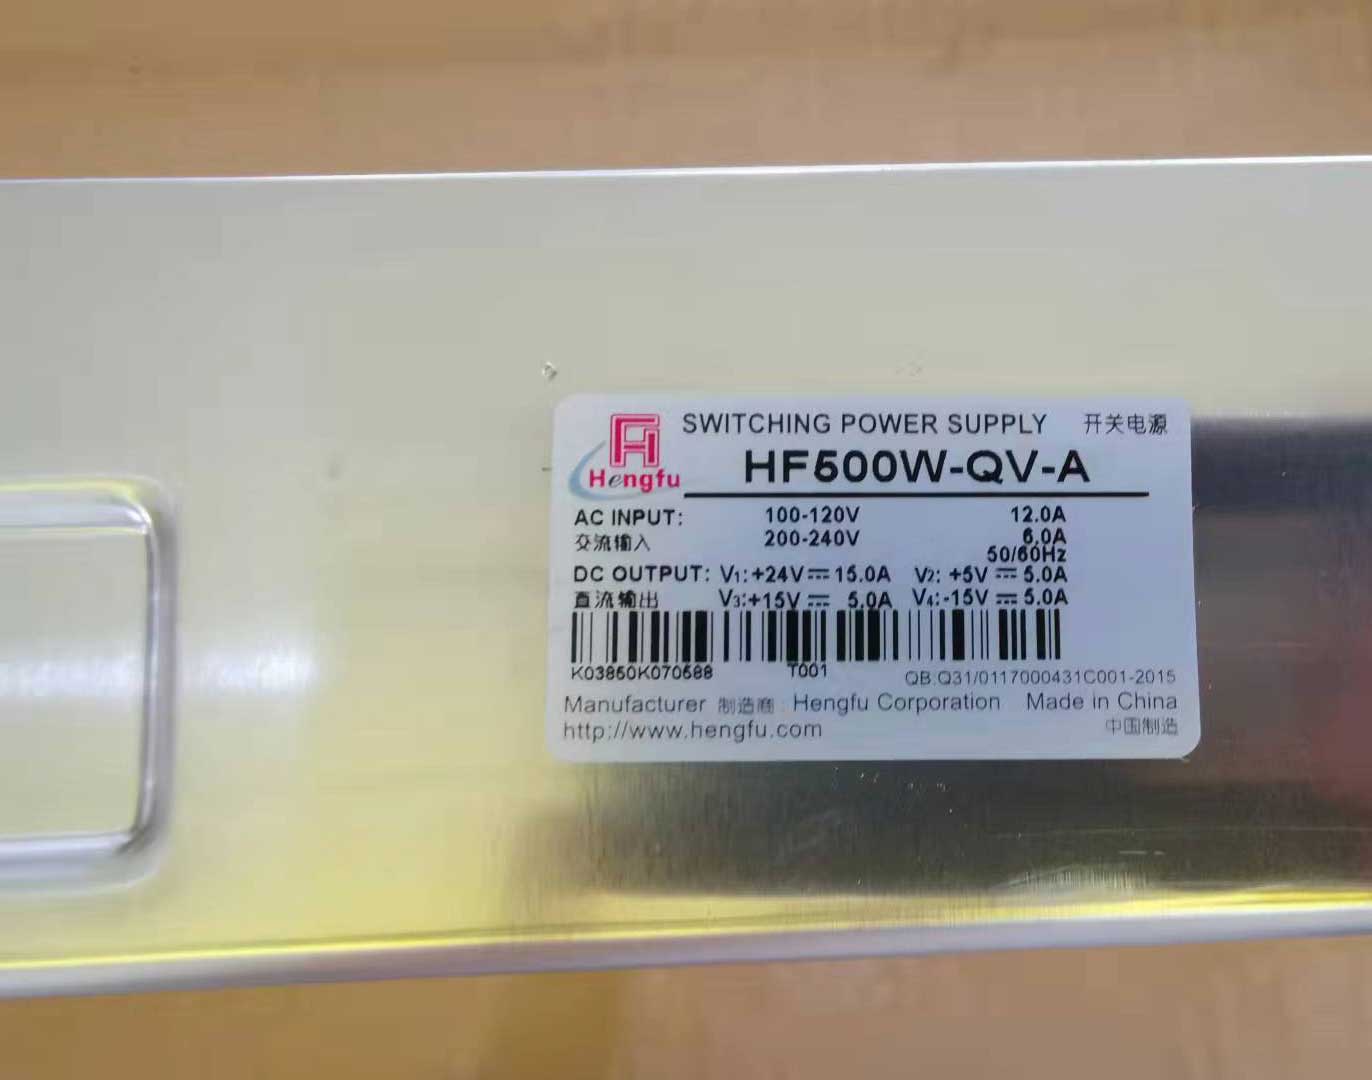 SWITCHING POWER SUPPLY 开关电源
Hengfu
HF500W-QV-A
AC INPUT: 100-120V 12.0A
交流输入 200-240V 6.0A
50/60Hz
DC OUTPUT: V1:+24V⎓15.0A V2: +5V⎓5.0A
直流输出 V3:+15V⎓ 5.0A V4:-15V⎓5.0A
K03850K070588 T001 QB:Q31/0117000431C001-2015
Manufacturer 制造商: Hengfu Corporation Made in China
http://www.hengfu.com 中国制造